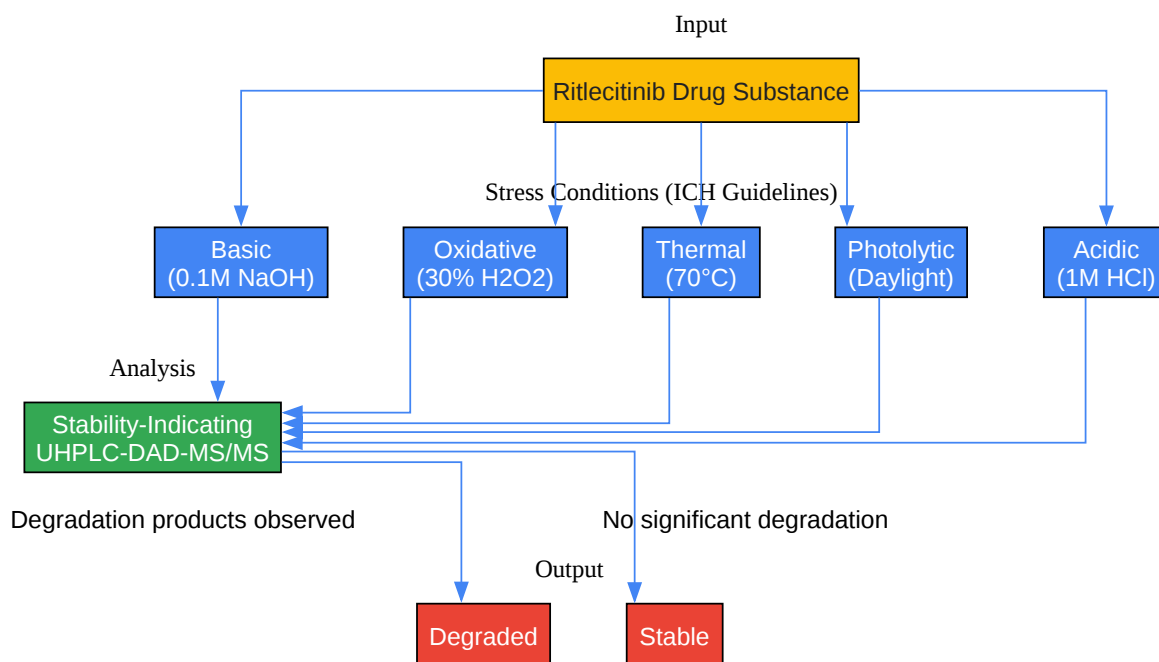 Input
Ritlecitinib Drug Substance
Stress Conditions (ICH Guidelines)
Basic
(0.1M NaOH)
Oxidative
(30% H2O2)
Thermal
(70°C)
Photolytic
(Daylight)
Acidic
(1M HCl)
Analysis
Stability-Indicating
UHPLC-DAD-MS/MS
Degradation products observed
No significant degradation
Output
Degraded
Stable